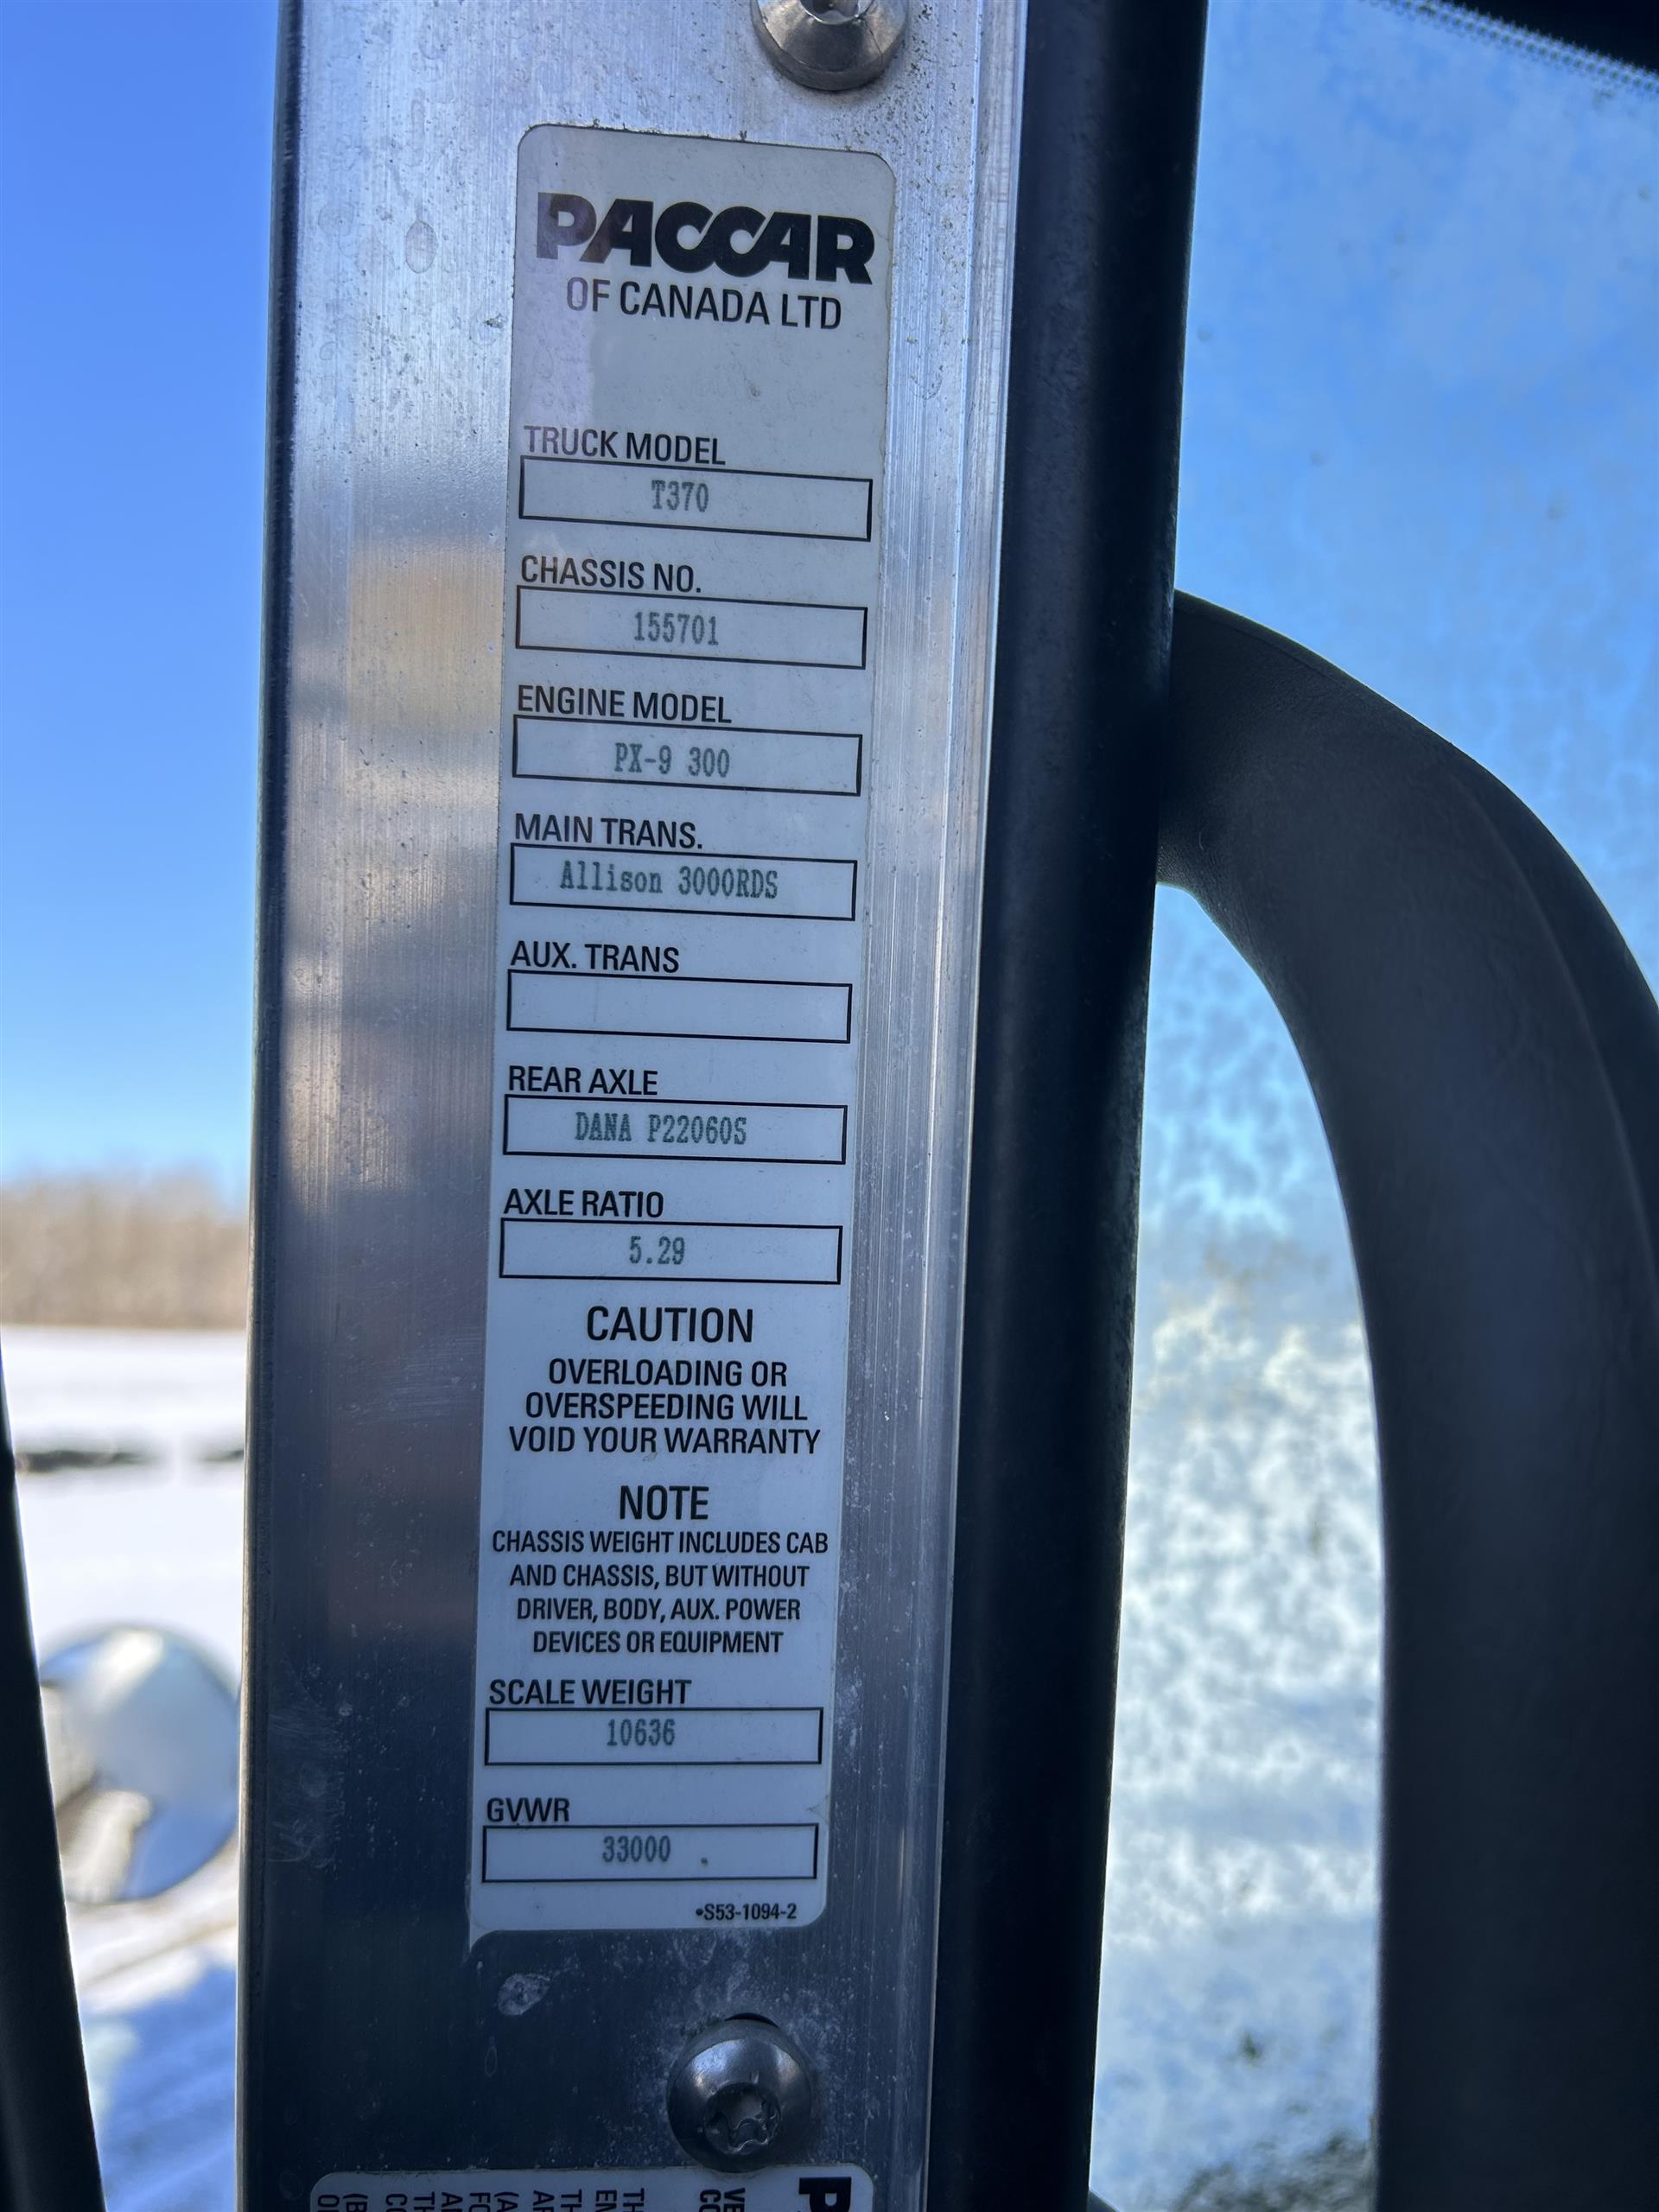 PACCAR
OF CANADA LTD
TRUCK MODEL
T370
CHASSIS NO.
155701
ENGINE MODEL
PX-9 300
MAIN TRANS.
Allison 3000RDS
AUX. TRANS
REAR AXLE
DANA P22060S
AXLE RATIO
5.29
CAUTION
OVERLOADING OR
OVERSPEEDING WILL
VOID YOUR WARRANTY
NOTE
CHASSIS WEIGHT INCLUDES CAB
AND CHASSIS, BUT WITHOUT
DRIVER, BODY, AUX. POWER
DEVICES OR EQUIPMENT
SCALE WEIGHT
10636
GVWR
33000 .
•S53-1094-2